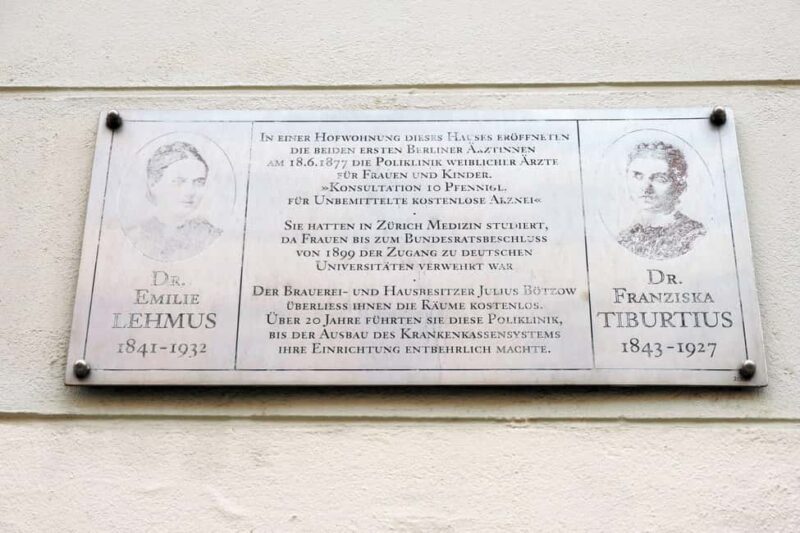 In einer Hofwohnung dieses Hauses eröffneten
die beiden ersten Berliner Ärztinnen
am 18.6.1877 die Poliklinik weiblicher Ärzte
für Frauen und Kinder.
»Konsultation 10 Pfennigl.
für Unbemittelte kostenlose Arznei«
Sie hatten in Zürich Medizin studiert,
da Frauen bis zum Bundesratsbeschluss
von 1899 der Zugang zu deutschen
Universitäten verwehrt war
Der Brauerei- und Hausbesitzer Julius Bötzow
überliess ihnen die Räume kostenlos.
Über 20 Jahre führten sie diese Poliklinik,
bis der Ausbau des Krankenkassensystems
ihre Einrichtung entbehrlich machte.
Dr.
Emilie
LEHMUS
1841-1932
Dr.
Franziska
TIBURTIUS
1843-1927